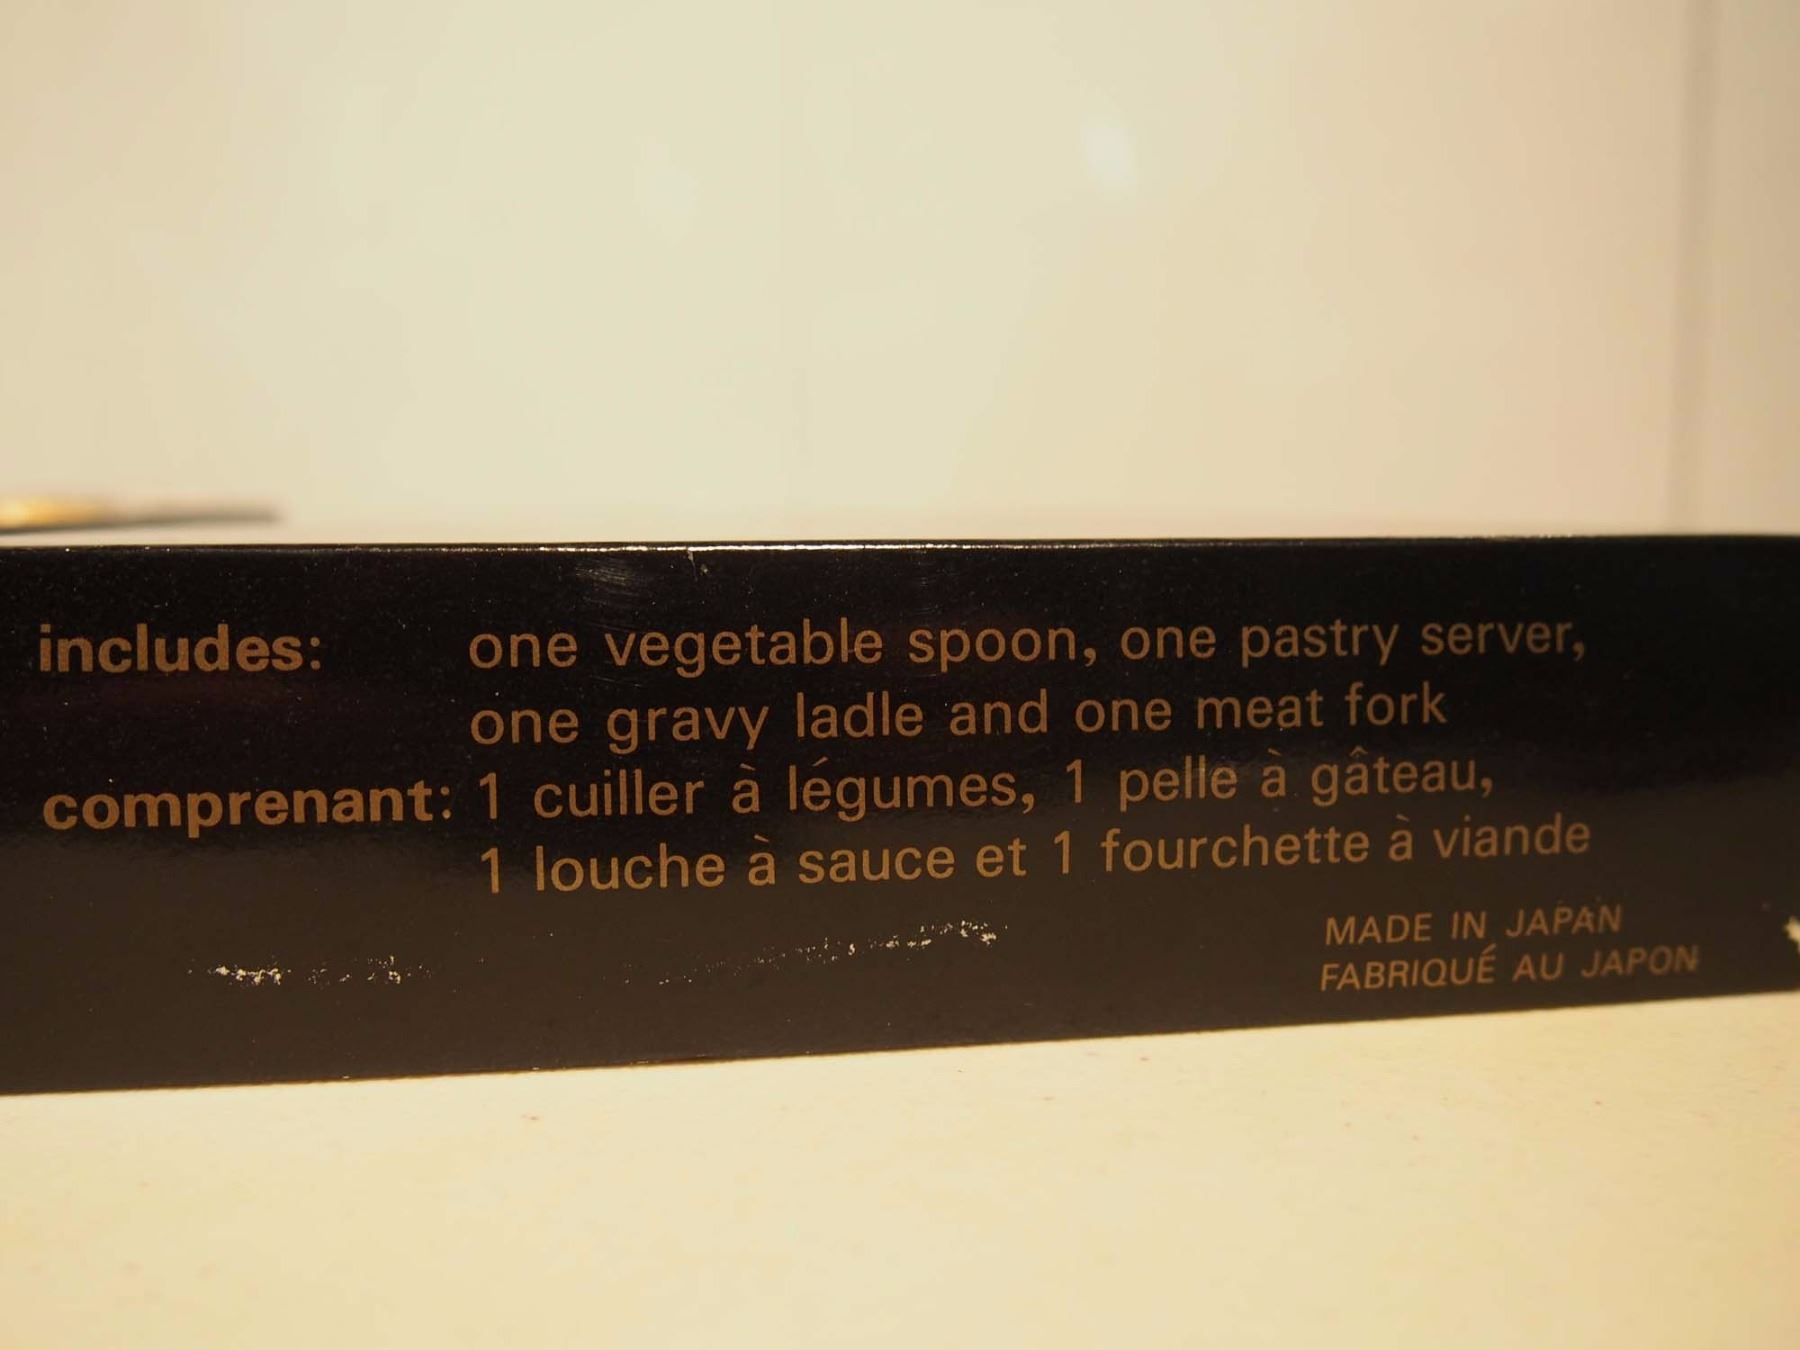 includes: one vegetable spoon, one pastry server,
one gravy ladle and one meat fork
comprenant: 1 cuiller à légumes, 1 pelle à gâteau,
1 louche à sauce et 1 fourchette à viande
MADE IN JAPAN
FABRIQUÉ AU JAPON